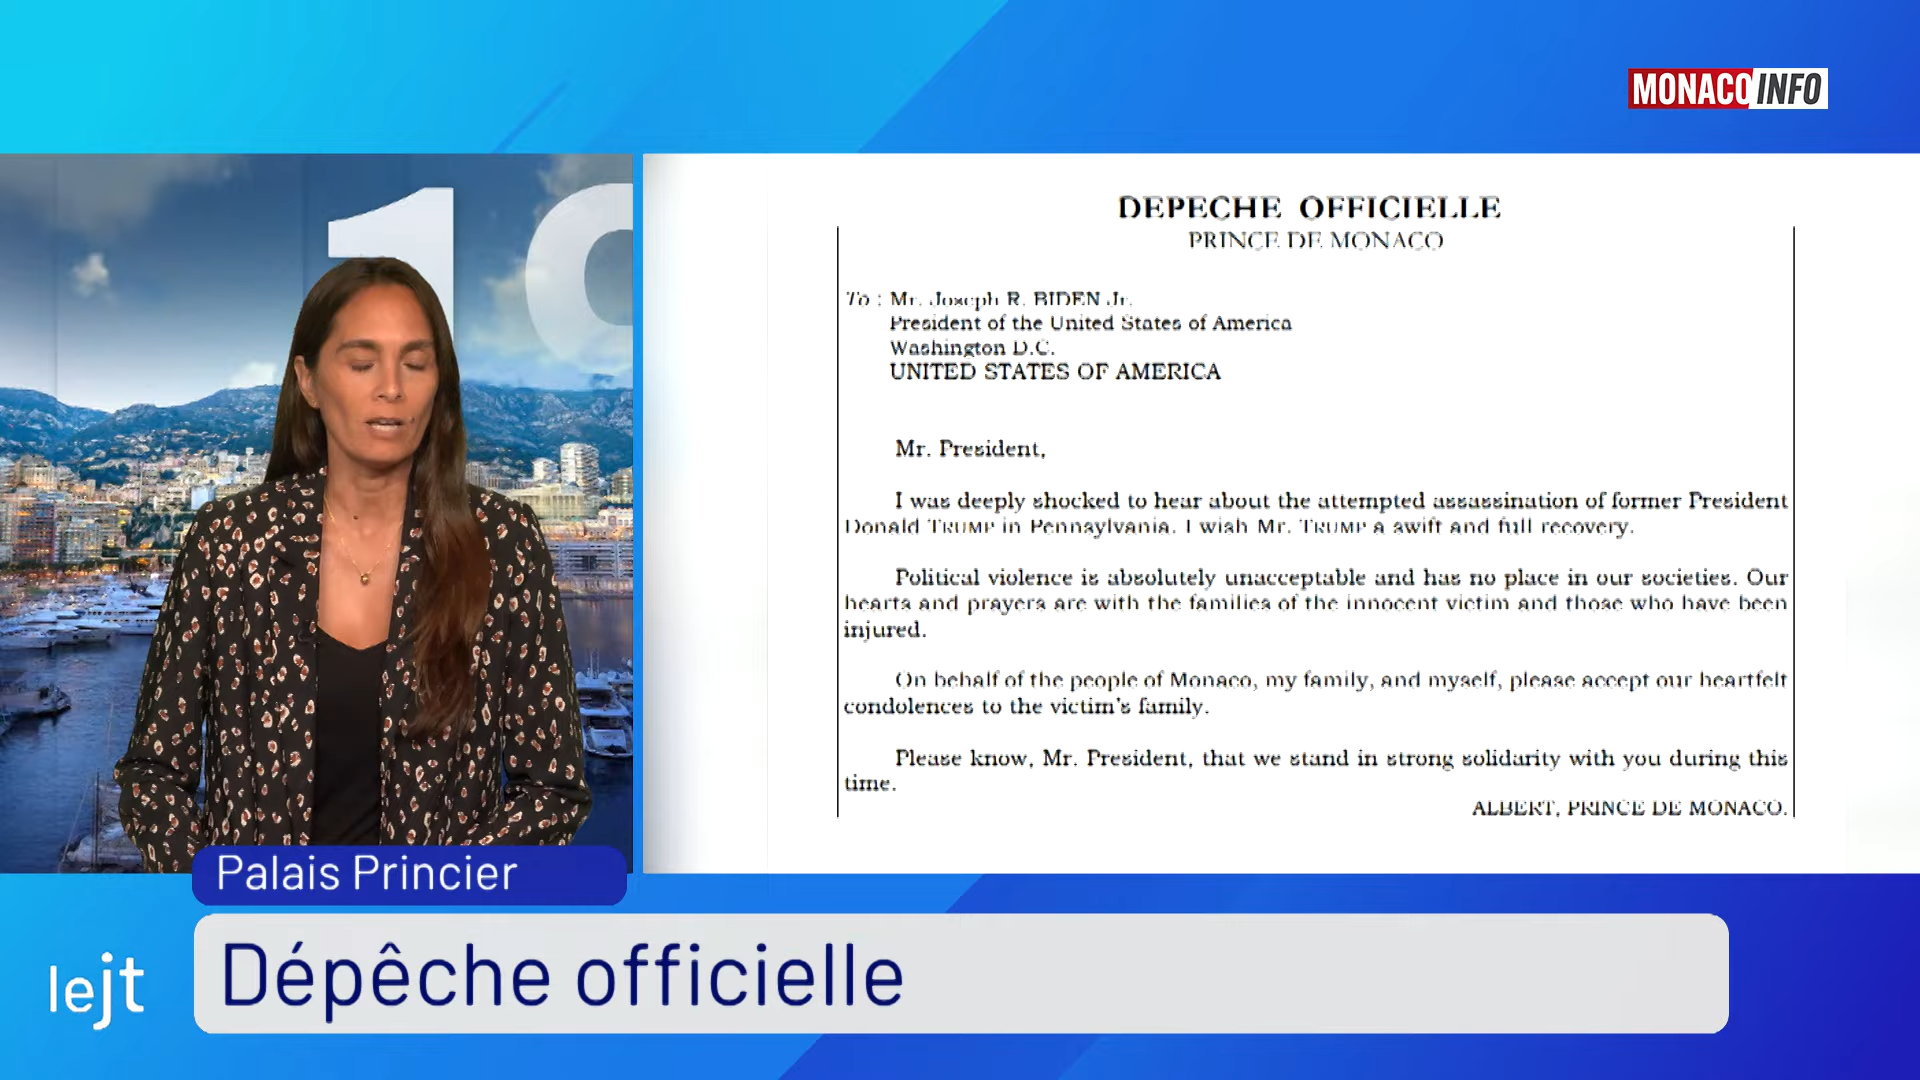 MONACOINFO
19
DEPECHE OFFICIELLE
PRINCE DE MONACO
To : Mr. Joseph R. BIDEN Jr.
President of the United States of America
Washington D.C.
UNITED STATES OF AMERICA
Mr. President,
I was deeply shocked to hear about the attempted assassination of former President
Donald TRUMP in Pennsylvania. I wish Mr. TRUMP a swift and full recovery.
Political violence is absolutely unacceptable and has no place in our societies. Our
hearts and prayers are with the families of the innocent victim and those who have been
injured.
On behalf of the people of Monaco, my family, and myself, please accept our heartfelt
condolences to the victim's family.
Please know, Mr. President, that we stand in strong solidarity with you during this
time.
ALBERT, PRINCE DE MONACO.
Palais Princier
Dépêche officielle
lejt